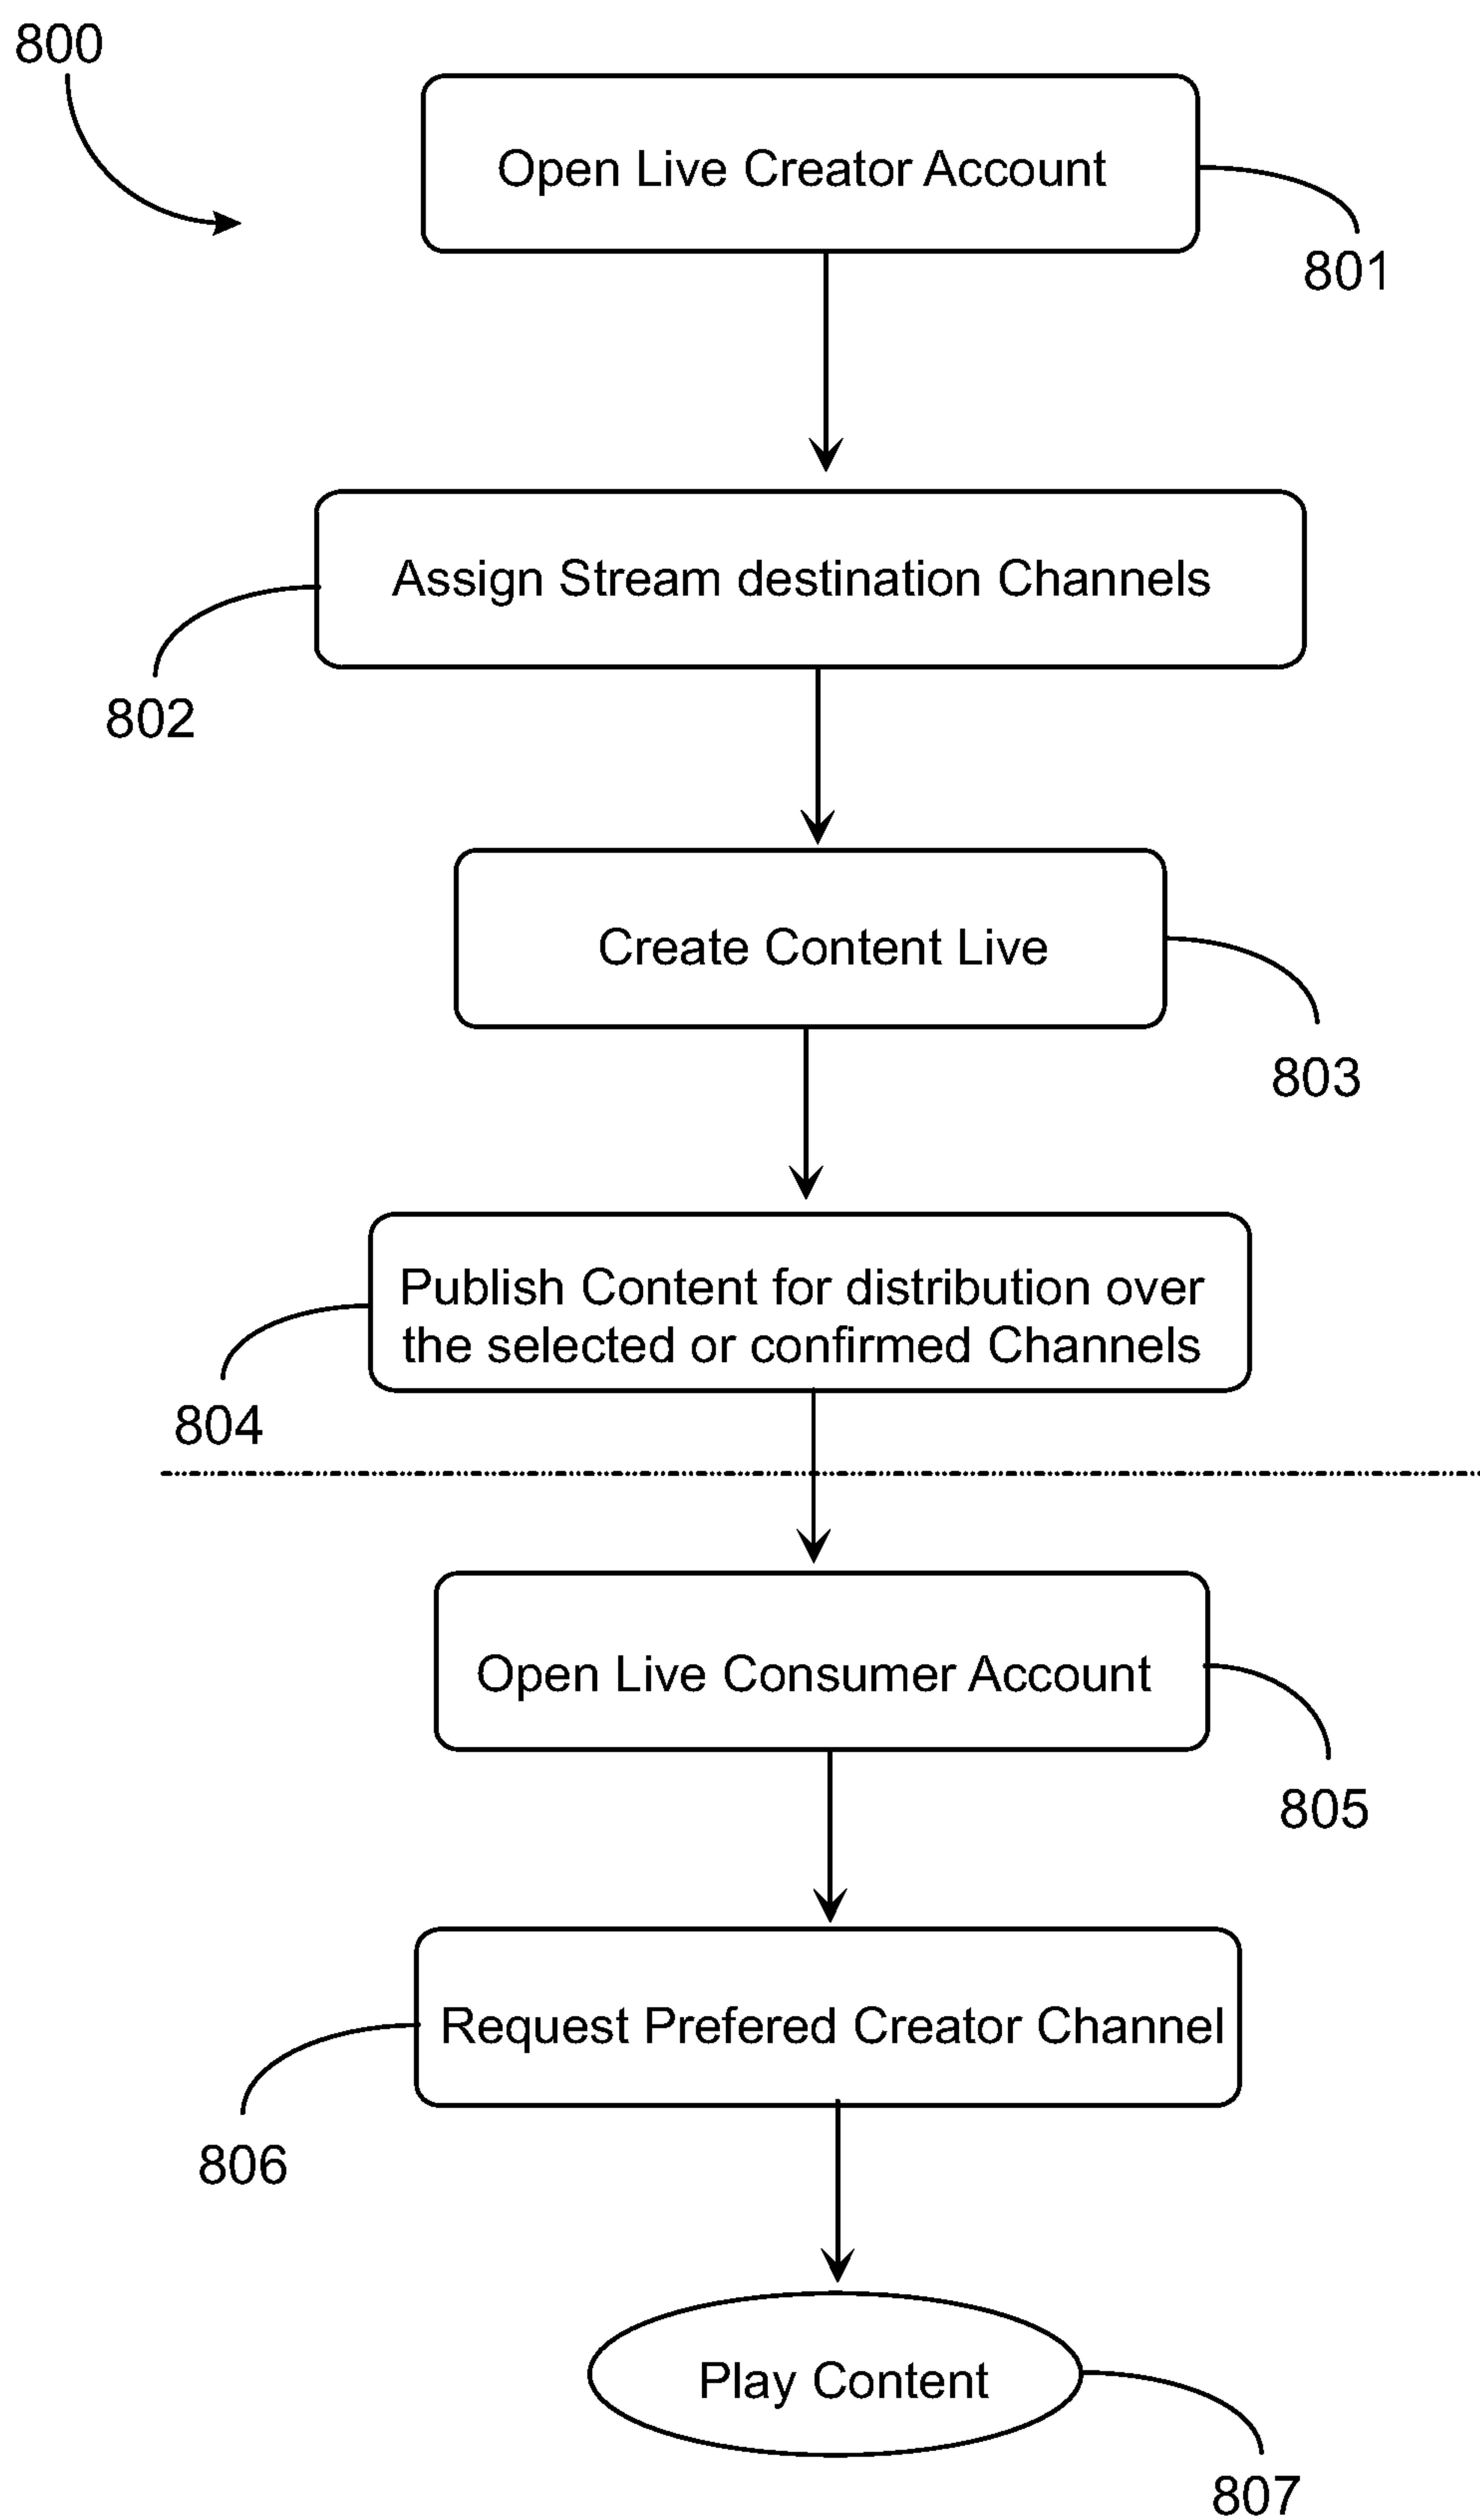 800
Open Live Creator Account
801
Assign Stream destination Channels
802
Create Content Live
803
Publish Content for distribution over
the selected or confirmed Channels
804
Open Live Consumer Account
805
Request Prefered Creator Channel
806
Play Content
807